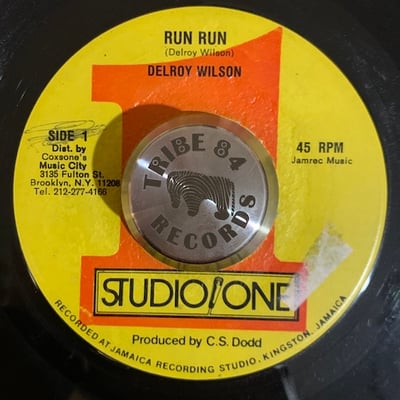 RUN RUN
(Delroy Wilson)
DELROY WILSON
SIDE 1
Dist. by
Coxsone's
Music City
3135 Fulton St.
Brooklyn, N.Y. 11208
Tel. 212-277-4166
45 RPM
Jamrec Music
TRIBE 84
RECORDS
STUDIO ONE
Produced by C.S. Dodd
RECORDED AT JAMAICA RECORDING STUDIO, KINGSTON, JAMAICA